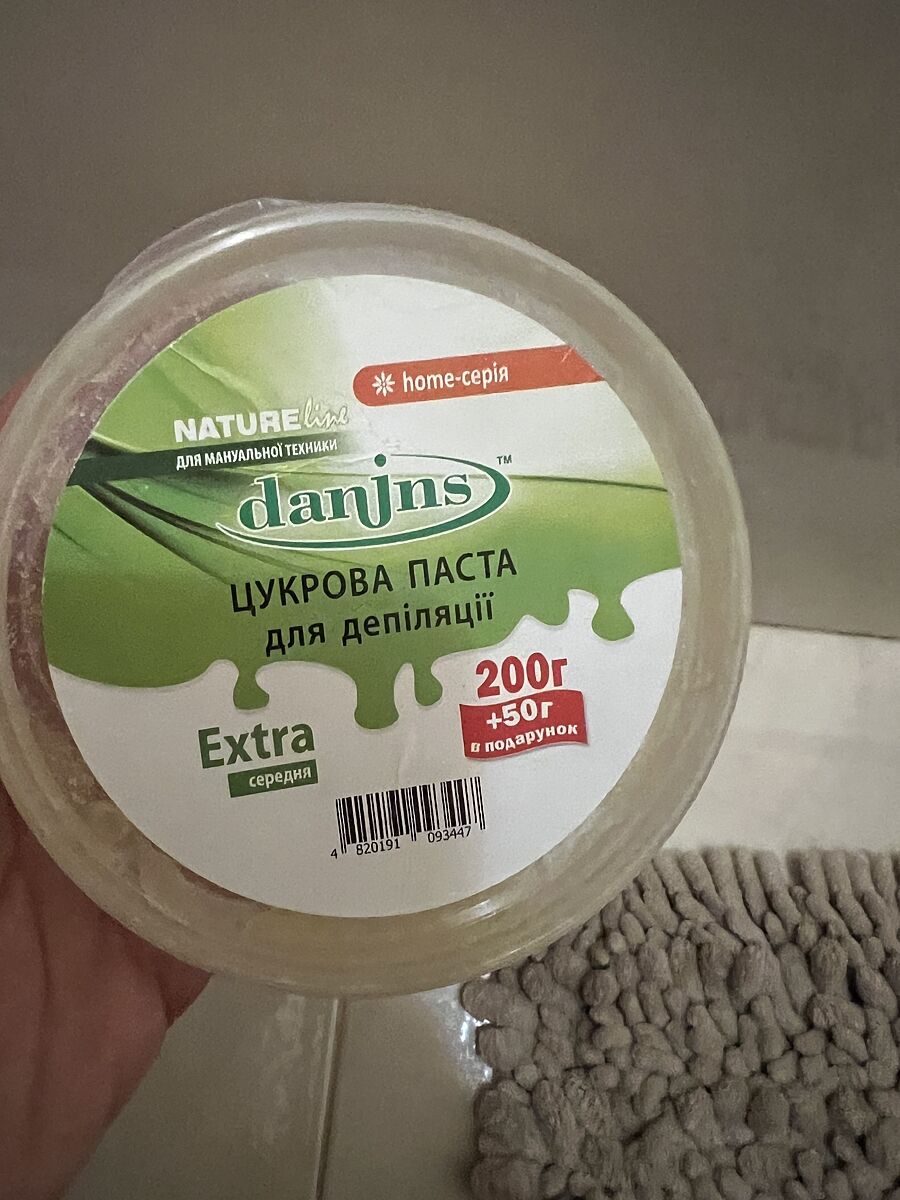 home-серія
NATURE line
ДЛЯ МАНУАЛЬНОЇ ТЕХНИКИ
danjns™
ЦУКРОВА ПАСТА
для депіляції
200г
+50г
в подарунок
Extra
середня
4 820191 093447